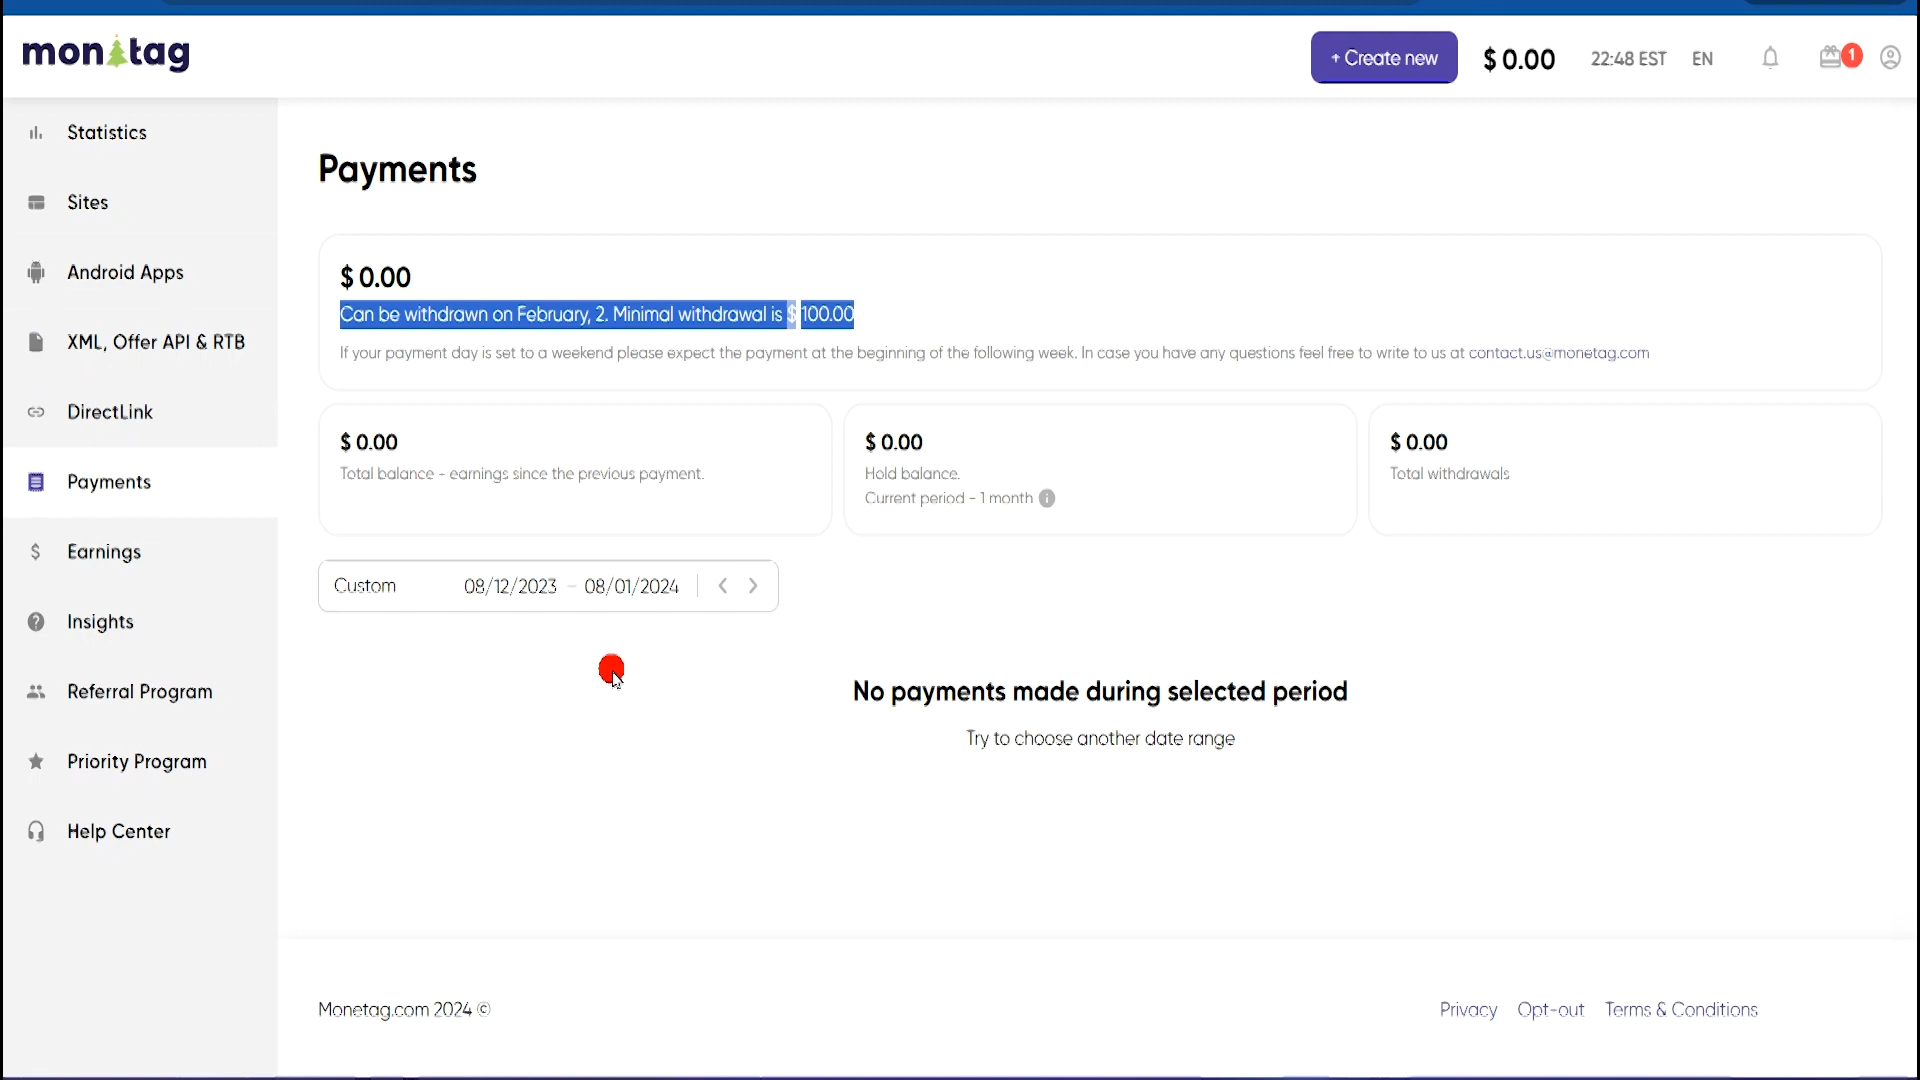 mon tag
+ Create new
$ 0.00
22:48 EST
EN
1
Statistics
Sites
Android Apps
XML, Offer API & RTB
DirectLink
Payments
Earnings
Insights
Referral Program
Priority Program
Help Center
Payments
$ 0.00
Can be withdrawn on February, 2. Minimal withdrawal is $ 100.00
If your payment day is set to a weekend please expect the payment at the beginning of the following week. In case you have any questions feel free to write to us at contact.us@monetag.com
$ 0.00
Total balance - earnings since the previous payment.
$ 0.00
Hold balance.
Current period - 1 month
$ 0.00
Total withdrawals
Custom 08/12/2023 - 08/01/2024
No payments made during selected period
Try to choose another date range
Monetag.com 2024 ©
Privacy Opt-out Terms & Conditions